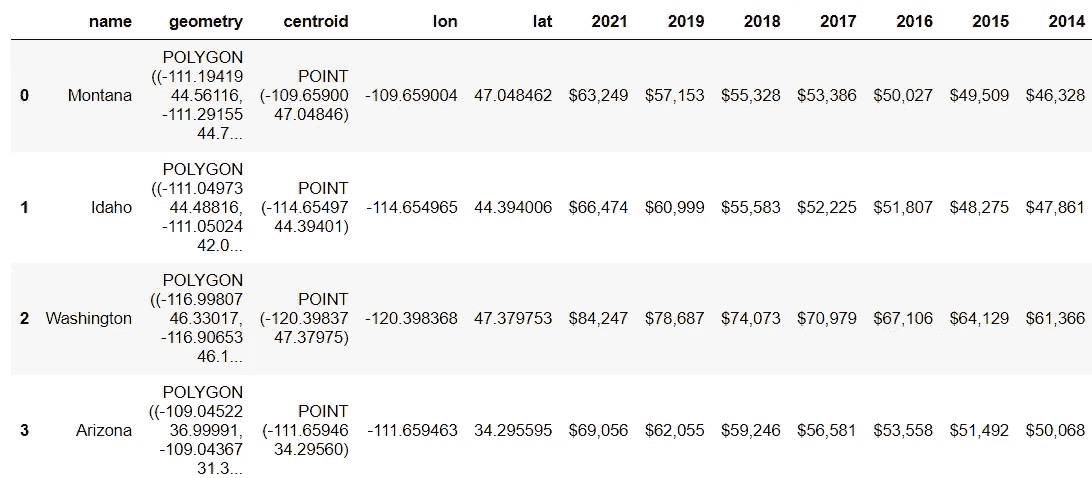 name geometry centroid lon lat 2021 2019 2018 2017 2016 2015 2014
POLYGON
((-111.19419 POINT
0 Montana 44.56116, (-109.65900 -109.659004 47.048462 $63,249 $57,153 $55,328 $53,386 $50,027 $49,509 $46,328
-111.29155 47.04846)
44.7...
POLYGON
((-111.04973 POINT
1 Idaho 44.48816, (-114.65497 -114.654965 44.394006 $66,474 $60,999 $55,583 $52,225 $51,807 $48,275 $47,861
-111.05024 44.39401)
42.0...
POLYGON
((-116.99807 POINT
2 Washington 46.33017, (-120.39837 -120.398368 47.379753 $84,247 $78,687 $74,073 $70,979 $67,106 $64,129 $61,366
-116.90653 47.37975)
46.1...
POLYGON
((-109.04522 POINT
3 Arizona 36.99991, (-111.65946 -111.659463 34.295595 $69,056 $62,055 $59,246 $56,581 $53,558 $51,492 $50,068
-109.04367 34.29560)
31.3...